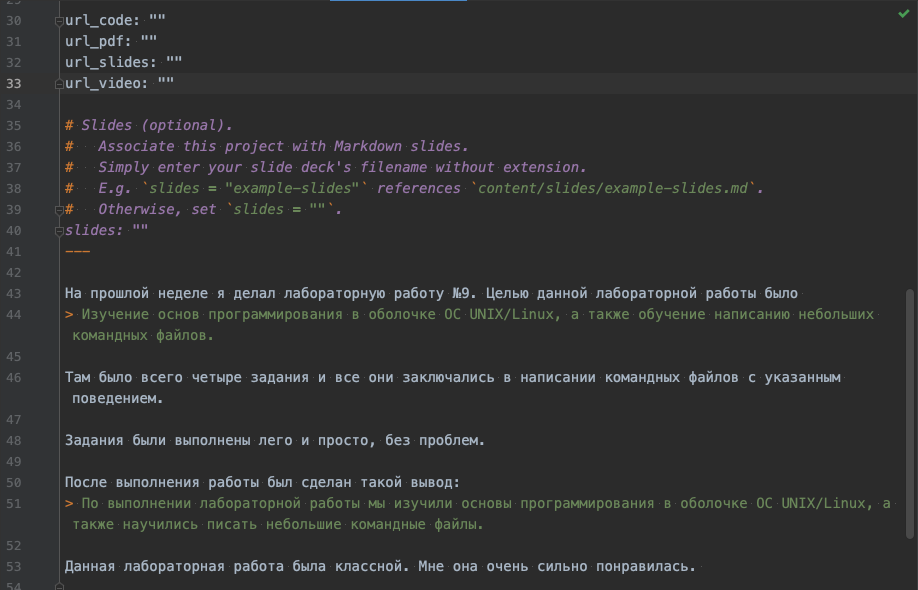 29
30 url_code: ""
31 url_pdf: ""
32 url_slides: ""
33 url_video: ""
34
35 # Slides (optional).
36 #   Associate this project with Markdown slides.
37 #   Simply enter your slide deck's filename without extension.
38 #   E.g. `slides = "example-slides"` references `content/slides/example-slides.md`.
39 #   Otherwise, set `slides = ""`.
40 slides: ""
41 ---
42
43 На прошлой неделе я делал лабораторную работу №9. Целью данной лабораторной работы было
44 > Изучение основ программирования в оболочке ОС UNIX/Linux, а также обучение написанию небольших
командных файлов.
45
46 Там было всего четыре задания и все они заключались в написании командных файлов с указанным
поведением.
47
48 Задания были выполнены лего и просто, без проблем.
49
50 После выполнения работы был сделан такой вывод:
51 > По выполнении лабораторной работы мы изучили основы программирования в оболочке ОС UNIX/Linux, а
также научились писать небольшие командные файлы.
52
53 Данная лабораторная работа была классной. Мне она очень сильно понравилась.
54